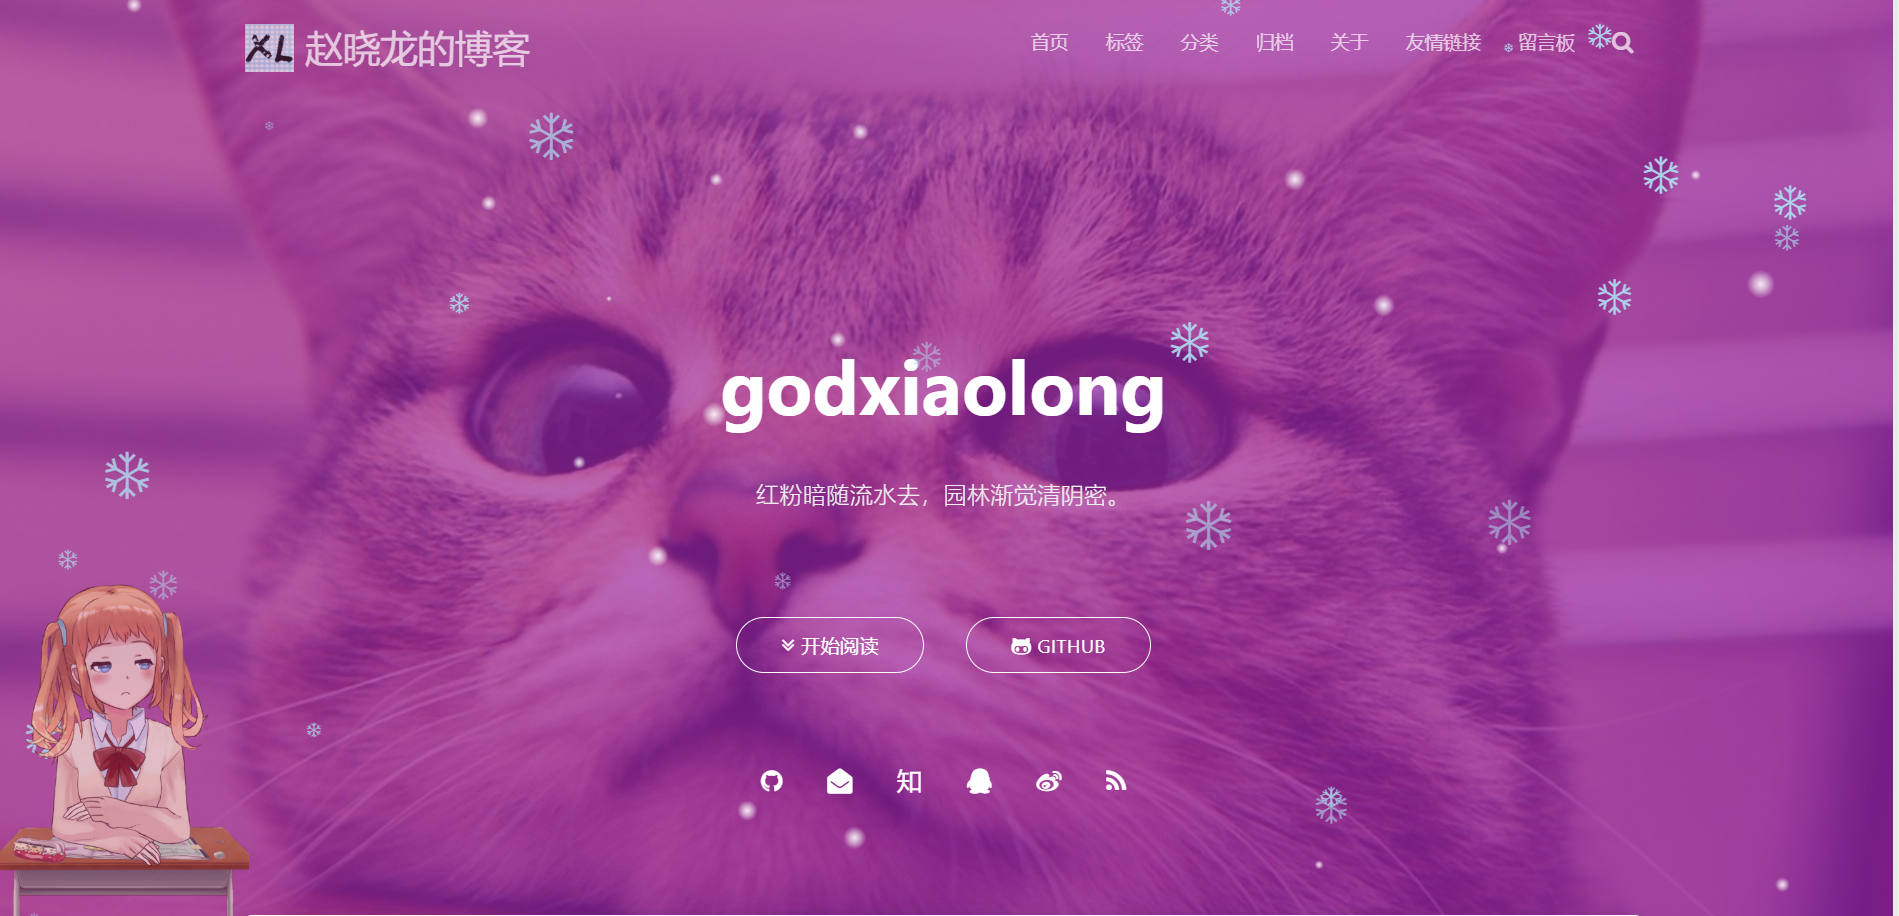 XL 赵晓龙的博客
首页 标签 分类 归档 关于 友情链接 留言板
godxiaolong
红粉暗随流水去，园林渐觉清阴密。
开始阅读 GITHUB
知